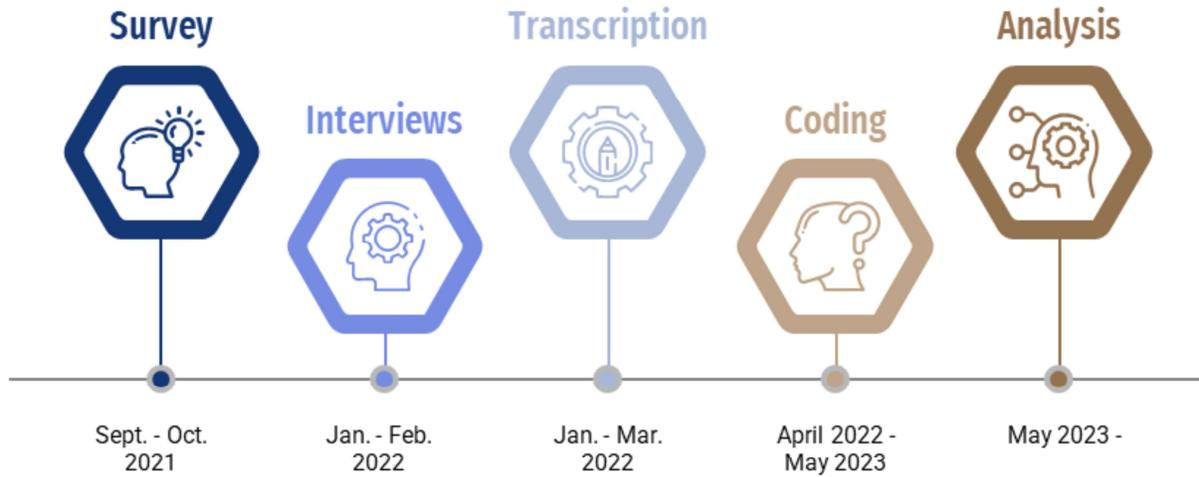 Survey
Interviews
Transcription
Coding
Analysis
Sept. - Oct.
2021
Jan. - Feb.
2022
Jan. - Mar.
2022
April 2022 -
May 2023
May 2023 -